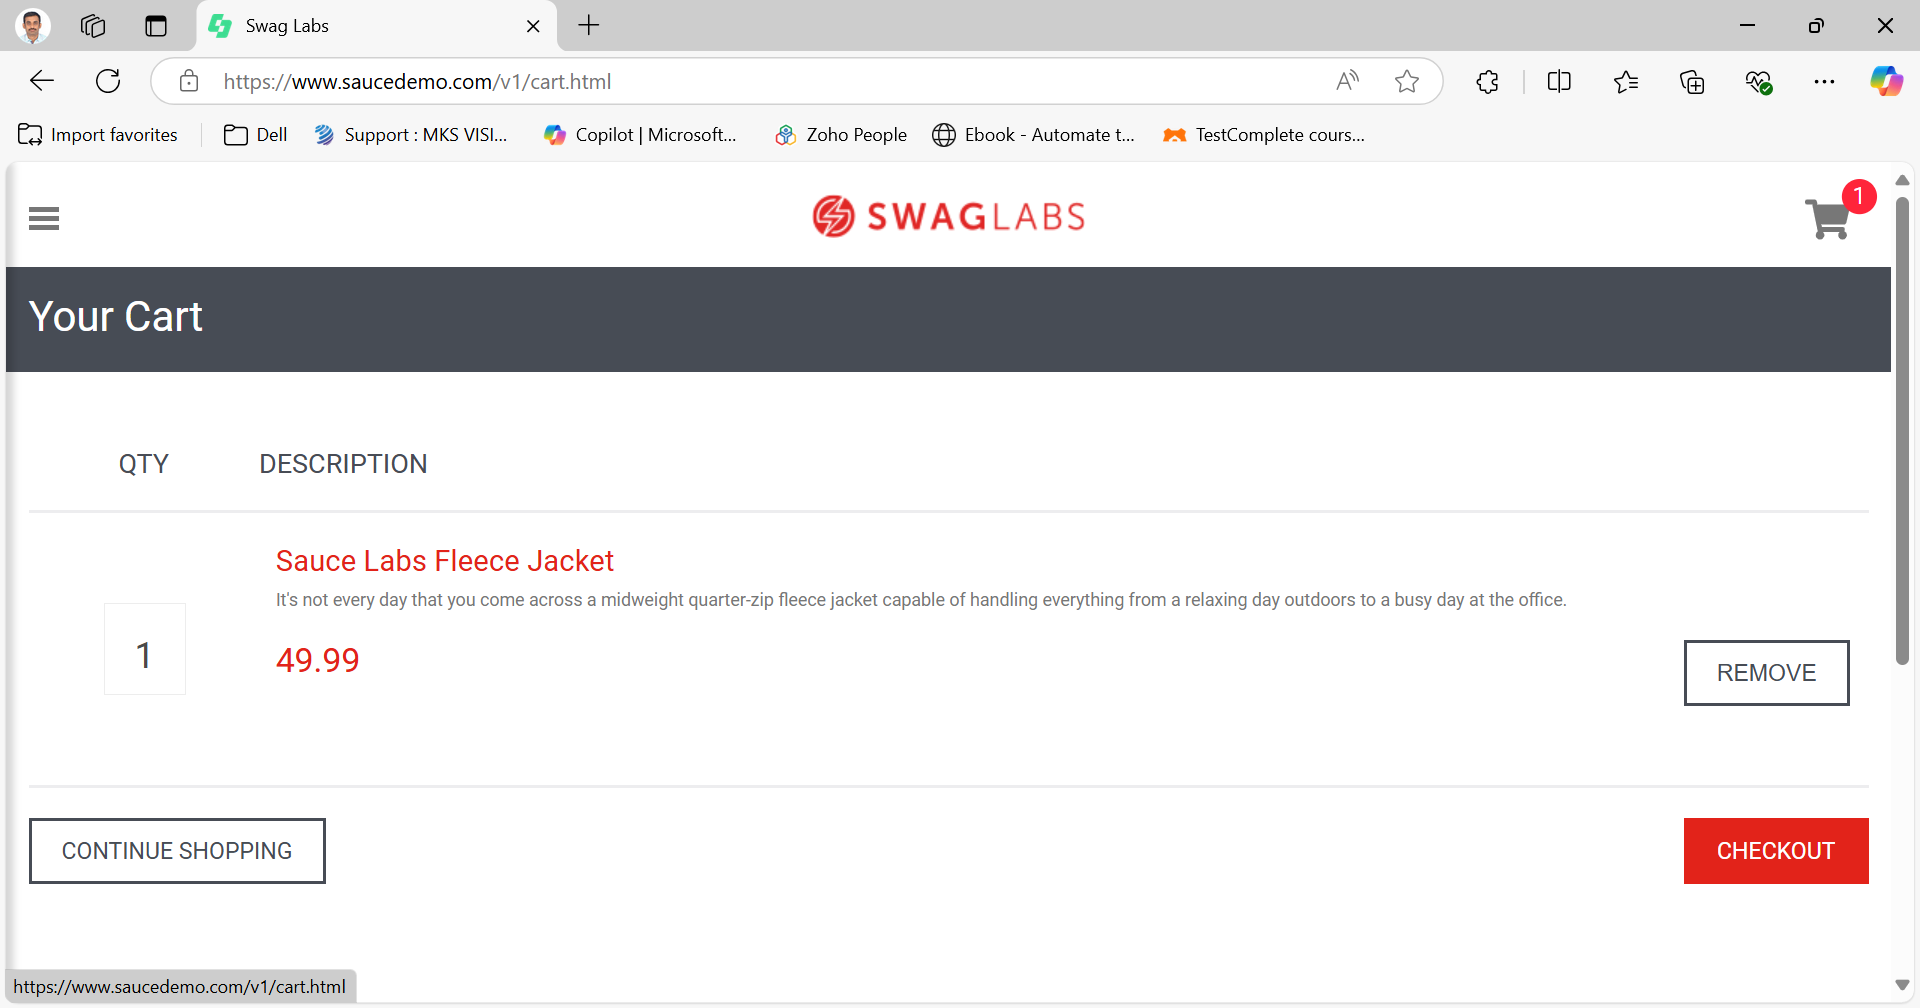 Swag Labs
https://www.saucedemo.com/v1/cart.html
Import favorites
Dell
Support : MKS VISI...
Copilot | Microsoft...
Zoho People
Ebook - Automate t...
TestComplete cours...
SWAGLABS
1
Your Cart
QTY DESCRIPTION
Sauce Labs Fleece Jacket
It's not every day that you come across a midweight quarter-zip fleece jacket capable of handling everything from a relaxing day outdoors to a busy day at the office.
1
49.99
REMOVE
CONTINUE SHOPPING
CHECKOUT
https://www.saucedemo.com/v1/cart.html